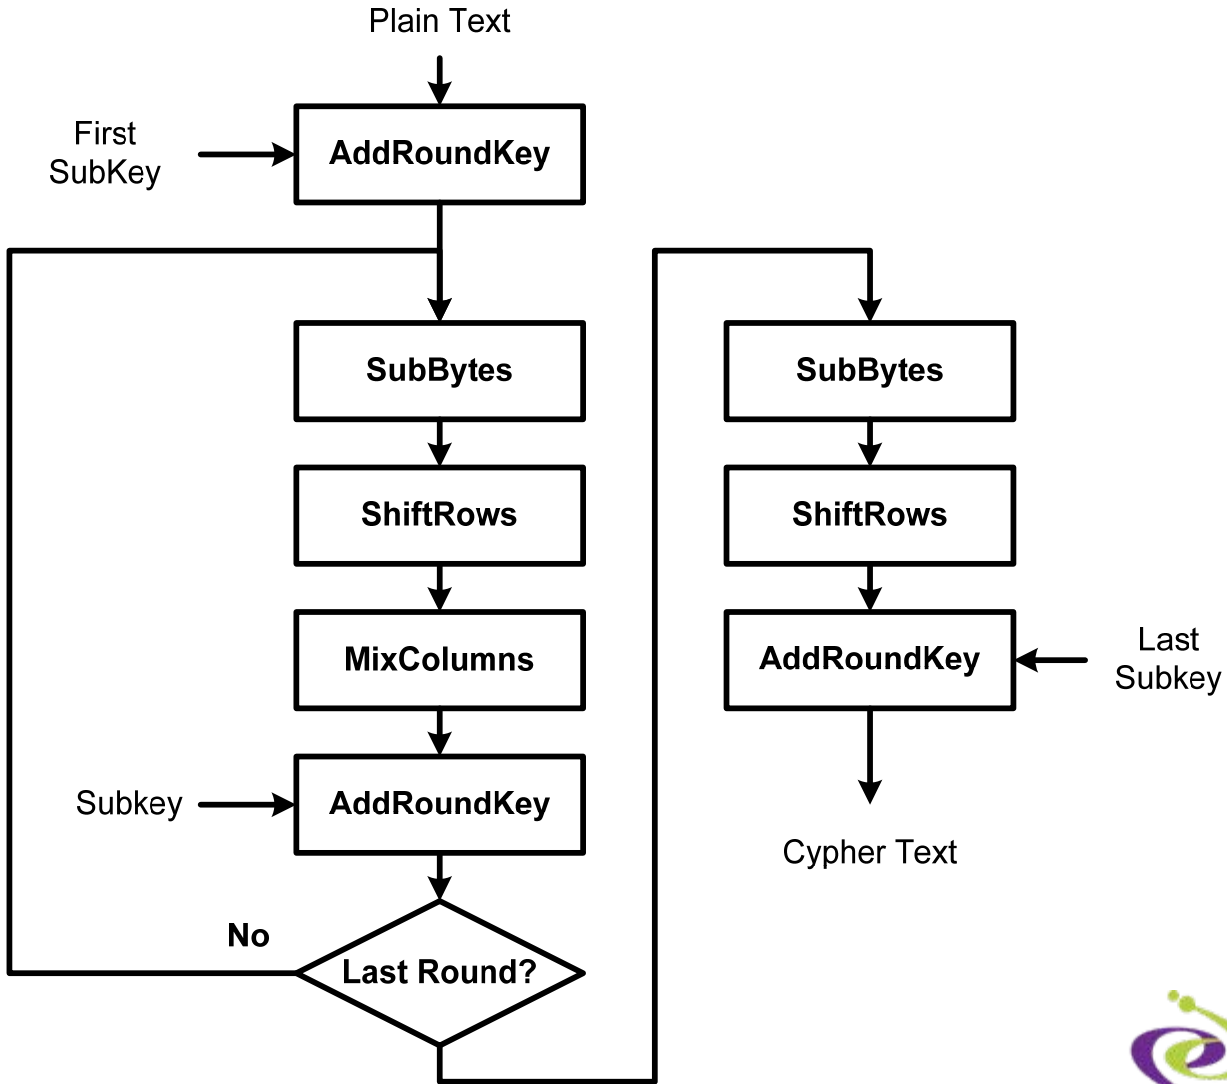 Plain Text
First
SubKey
AddRoundKey
SubBytes
ShiftRows
MixColumns
Subkey
AddRoundKey
No
Last Round?
SubBytes
ShiftRows
AddRoundKey
Last
Subkey
Cypher Text